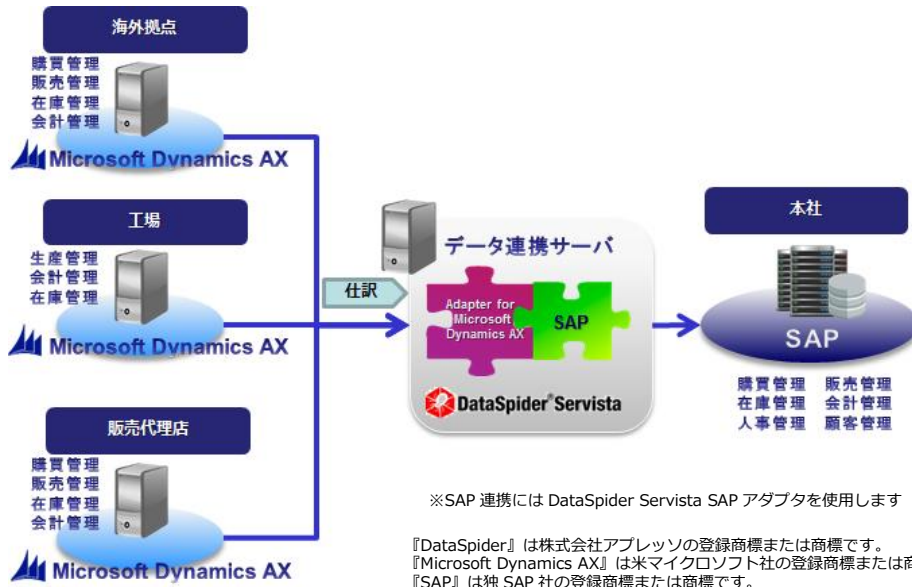 海外拠点
購買管理
販売管理
在庫管理
会計管理
Microsoft Dynamics AX
工場
生産管理
会計管理
在庫管理
Microsoft Dynamics AX
販売代理店
購買管理
販売管理
在庫管理
会計管理
Microsoft Dynamics AX
仕訳
データ連携サーバ
Adapter for
Microsoft
Dynamics AX
SAP
DataSpider® Servista
本社
SAP
購買管理 販売管理
在庫管理 会計管理
人事管理 顧客管理
※SAP 連携には DataSpider Servista SAP アダプタを使用します
『DataSpider』は株式会社アプレッソの登録商標または商標です。
『Microsoft Dynamics AX』は米マイクロソフト社の登録商標または商
『SAP』は独 SAP 社の登録商標または商標です。